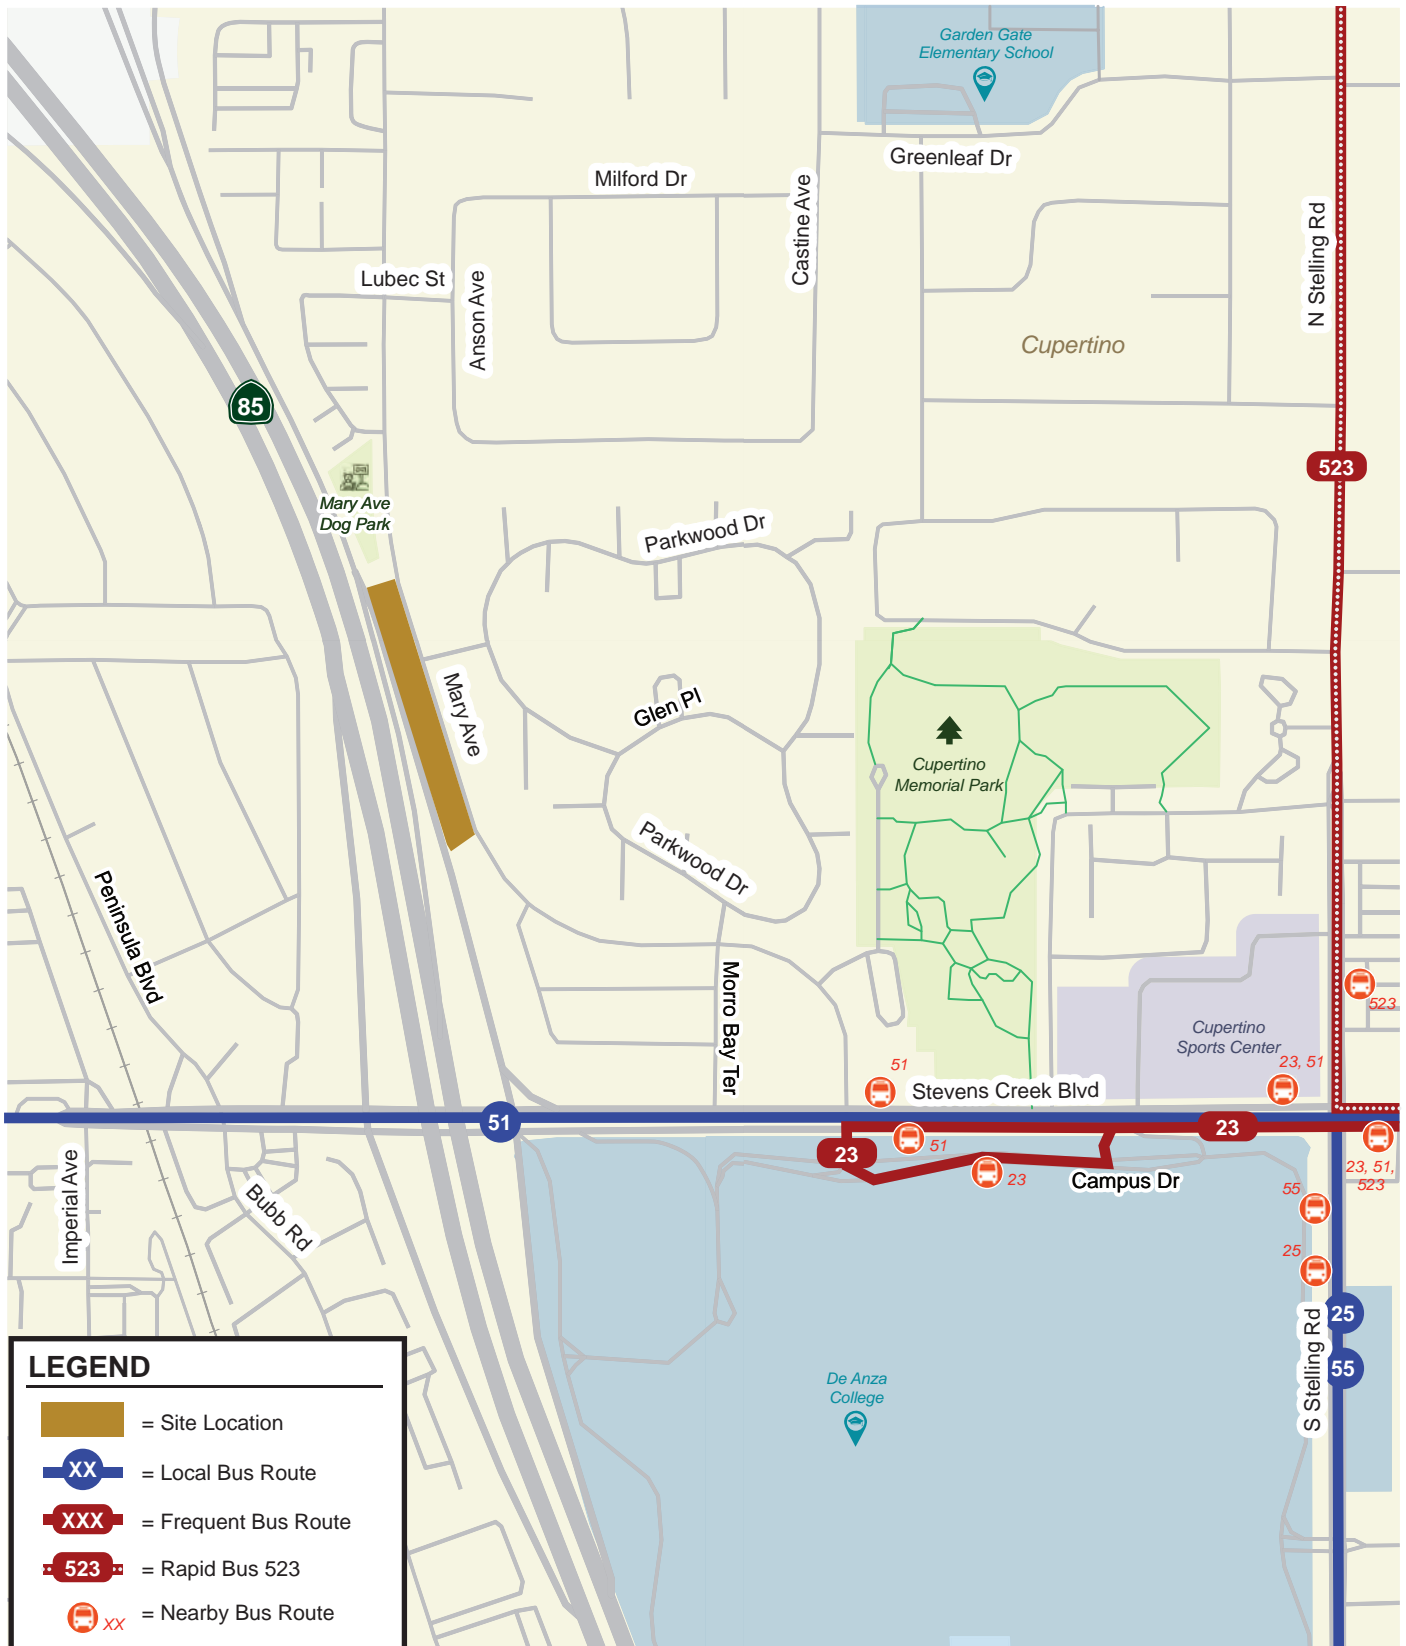 Garden Gate
Elementary School
Greenleaf Dr
Milford Dr
Castine Ave
N Stelling Rd
Lubec St
Anson Ave
Cupertino
85
523
Mary Ave
Dog Park
Parkwood Dr
Mary Ave
Glen Pl
Cupertino
Memorial Park
Parkwood Dr
Peninsula Blvd
Morro Bay Ter
523
Cupertino
Sports Center
23, 51
51
Stevens Creek Blvd
51
23
23
51
23
Campus Dr
23, 51,
523
55
25
Imperial Ave
Bubb Rd
25
55
S Stelling Rd
De Anza
College
LEGEND
= Site Location
XX = Local Bus Route
XXX = Frequent Bus Route
523 = Rapid Bus 523
XX = Nearby Bus Route